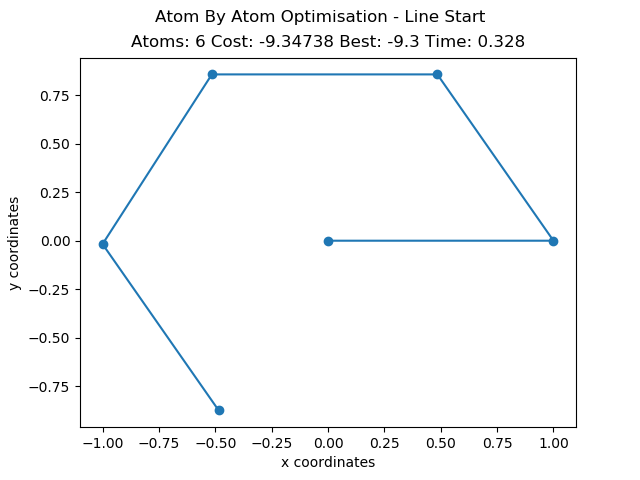 Atom By Atom Optimisation - Line Start
Atoms: 6 Cost: -9.34738 Best: -9.3 Time: 0.328
0.75
0.50
0.25
0.00
−0.25
−0.50
−0.75
y coordinates
−1.00 −0.75 −0.50 −0.25 0.00 0.25 0.50 0.75 1.00
x coordinates